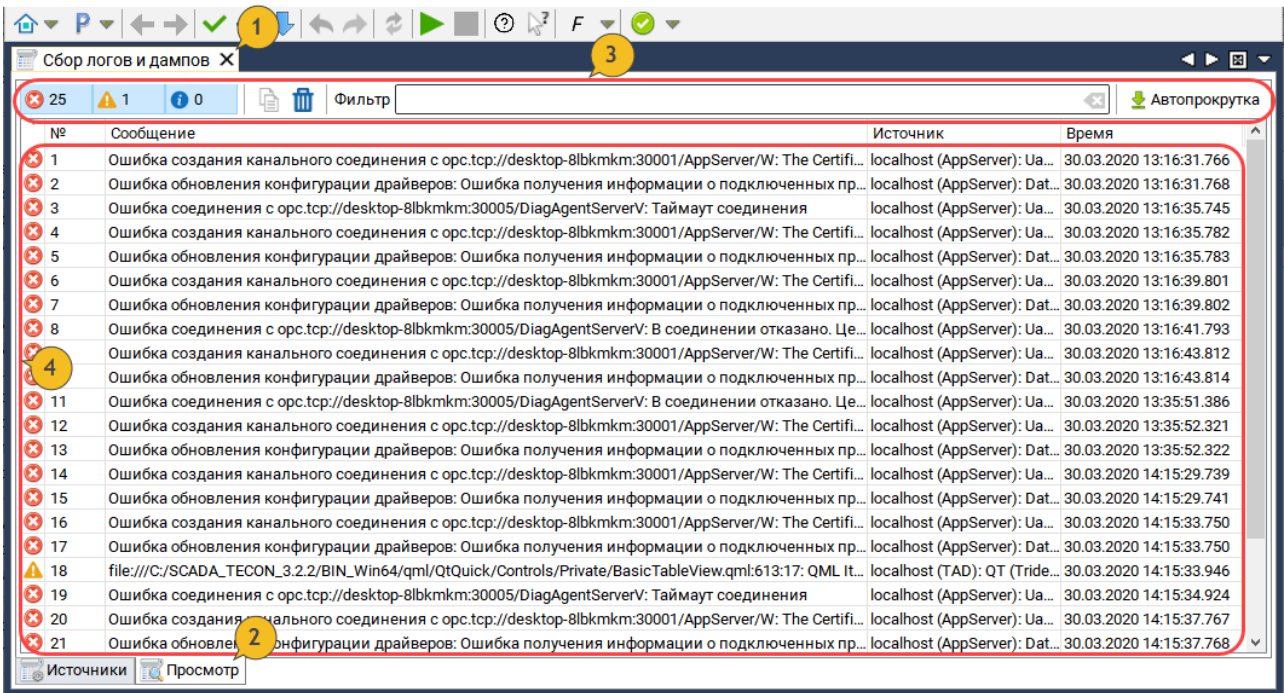 P F
1
Сбор логов и дампов
3
25 1 0 Фильтр Автопрокрутка
№ Сообщение Источник Время
1 Ошибка создания канального соединения с opc.tcp://desktop-8lbkmkm:30001/AppServer/W: The Certifi... localhost (AppServer): Ua... 30.03.2020 13:16:31.766
2 Ошибка обновления конфигурации драйверов: Ошибка получения информации о подключенных пр... localhost (AppServer): Dat... 30.03.2020 13:16:31.768
3 Ошибка соединения с opc.tcp://desktop-8lbkmkm:30005/DiagAgentServerV: Таймаут соединения localhost (AppServer): Ua... 30.03.2020 13:16:35.745
4 Ошибка создания канального соединения с opc.tcp://desktop-8lbkmkm:30001/AppServer/W: The Certifi... localhost (AppServer): Ua... 30.03.2020 13:16:35.782
5 Ошибка обновления конфигурации драйверов: Ошибка получения информации о подключенных пр... localhost (AppServer): Dat... 30.03.2020 13:16:35.783
6 Ошибка создания канального соединения с opc.tcp://desktop-8lbkmkm:30001/AppServer/W: The Certifi... localhost (AppServer): Ua... 30.03.2020 13:16:39.801
7 Ошибка обновления конфигурации драйверов: Ошибка получения информации о подключенных пр... localhost (AppServer): Dat... 30.03.2020 13:16:39.802
8 Ошибка соединения с opc.tcp://desktop-8lbkmkm:30005/DiagAgentServerV: В соединении отказано. Це... localhost (AppServer): Ua... 30.03.2020 13:16:41.793
Ошибка создания канального соединения с opc.tcp://desktop-8lbkmkm:30001/AppServer/W: The Certifi... localhost (AppServer): Ua... 30.03.2020 13:16:43.812
4
Ошибка обновления конфигурации драйверов: Ошибка получения информации о подключенных пр... localhost (AppServer): Dat... 30.03.2020 13:16:43.814
11 Ошибка соединения с opc.tcp://desktop-8lbkmkm:30005/DiagAgentServerV: В соединении отказано. Це... localhost (AppServer): Ua... 30.03.2020 13:35:51.386
12 Ошибка создания канального соединения с opc.tcp://desktop-8lbkmkm:30001/AppServer/W: The Certifi... localhost (AppServer): Ua... 30.03.2020 13:35:52.321
13 Ошибка обновления конфигурации драйверов: Ошибка получения информации о подключенных пр... localhost (AppServer): Dat... 30.03.2020 13:35:52.322
14 Ошибка создания канального соединения с opc.tcp://desktop-8lbkmkm:30001/AppServer/W: The Certifi... localhost (AppServer): Ua... 30.03.2020 14:15:29.739
15 Ошибка обновления конфигурации драйверов: Ошибка получения информации о подключенных пр... localhost (AppServer): Dat... 30.03.2020 14:15:29.741
16 Ошибка создания канального соединения с opc.tcp://desktop-8lbkmkm:30001/AppServer/W: The Certifi... localhost (AppServer): Ua... 30.03.2020 14:15:33.750
17 Ошибка обновления конфигурации драйверов: Ошибка получения информации о подключенных пр... localhost (AppServer): Dat... 30.03.2020 14:15:33.750
18 file:///C:/SCADA_TECON_3.2.2/BIN_Win64/qml/QtQuick/Controls/Private/BasicTableView.qml:613:17: QML It... localhost (TAD): QT (Tride... 30.03.2020 14:15:33.946
19 Ошибка соединения с opc.tcp://desktop-8lbkmkm:30005/DiagAgentServerV: Таймаут соединения localhost (AppServer): Ua... 30.03.2020 14:15:34.924
20 Ошибка создания канального соединения с opc.tcp://desktop-8lbkmkm:30001/AppServer/W: The Certifi... localhost (AppServer): Ua... 30.03.2020 14:15:37.767
21 Ошибка обновления конфигурации драйверов: Ошибка получения информации о подключенных пр... localhost (AppServer): Dat... 30.03.2020 14:15:37.768
2
Источники Просмотр